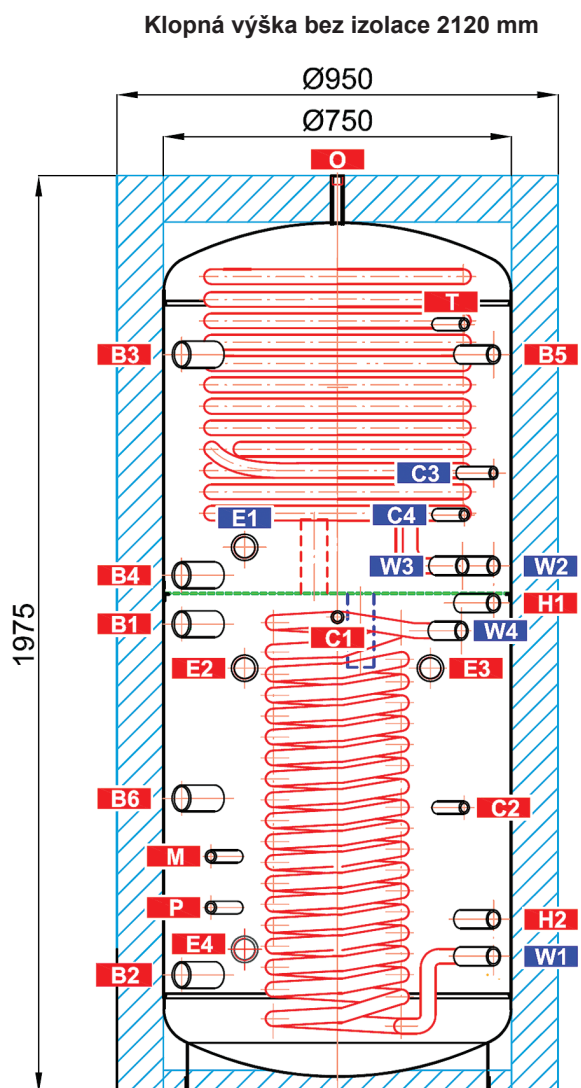 Klopná výška bez izolace 2120 mm
Ø950
Ø750
O
T
B3
B5
C3
C4
E1
W3
W2
B4
H1
B1
C1
W4
E2
E3
1975
B6
C2
M
P
H2
E4
W1
B2